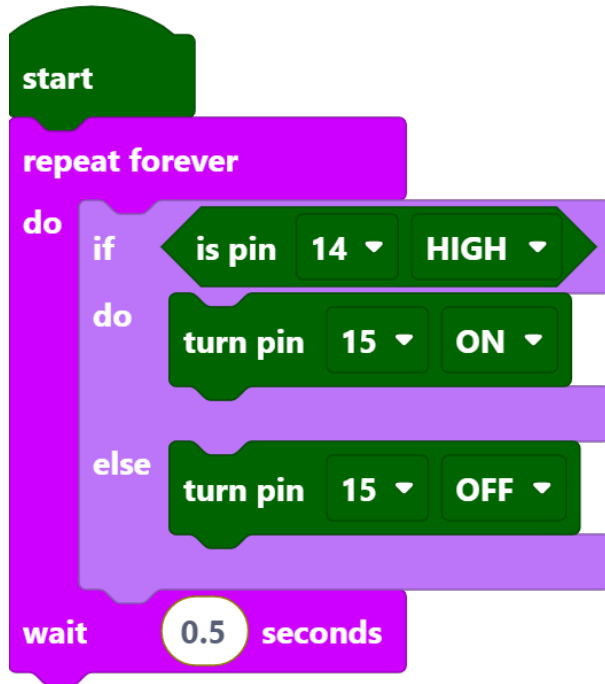 start
repeat forever
do
if is pin 14 HIGH
do
turn pin 15 ON
else
turn pin 15 OFF
wait 0.5 seconds